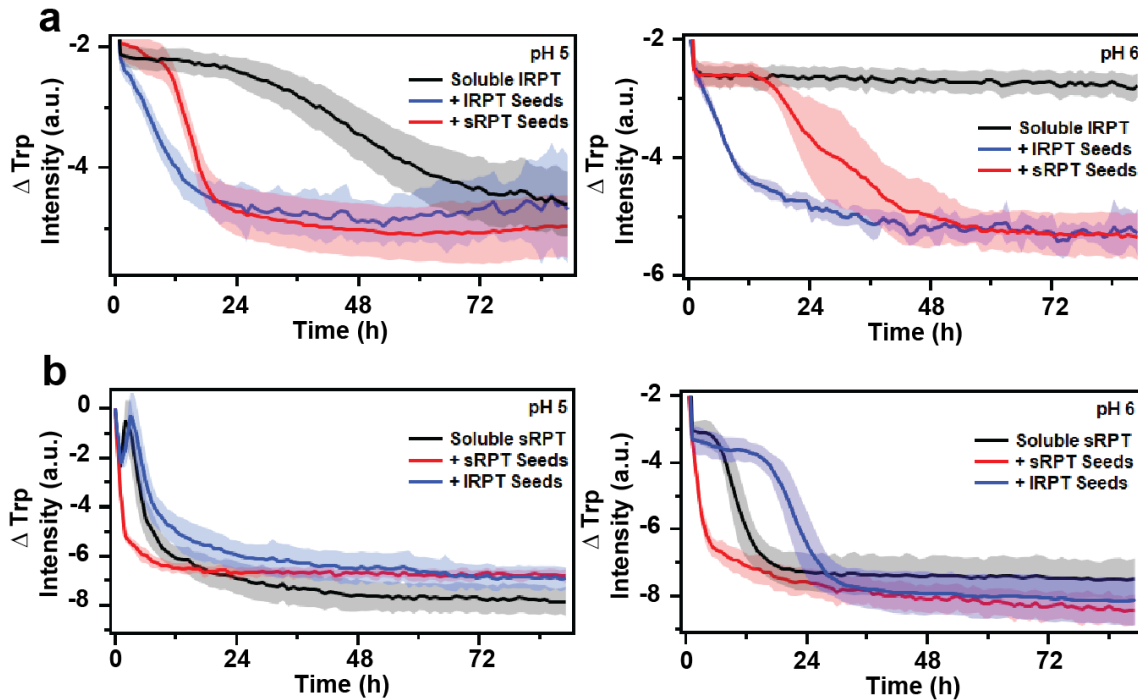 a
pH 5
Soluble lRPT
+ lRPT Seeds
+ sRPT Seeds
Δ Trp
Intensity (a.u.)
-2
-4
0
24
48
72
Time (h)
pH 6
Soluble lRPT
+ lRPT Seeds
+ sRPT Seeds
Δ Trp
Intensity (a.u.)
-2
-4
-6
0
24
48
72
Time (h)
b
pH 5
Soluble sRPT
+ sRPT Seeds
+ lRPT Seeds
Δ Trp
Intensity (a.u.)
0
-2
-4
-6
-8
0
24
48
72
Time (h)
pH 6
Soluble sRPT
+ sRPT Seeds
+ lRPT Seeds
Δ Trp
Intensity (a.u.)
-2
-4
-6
-8
0
24
48
72
Time (h)